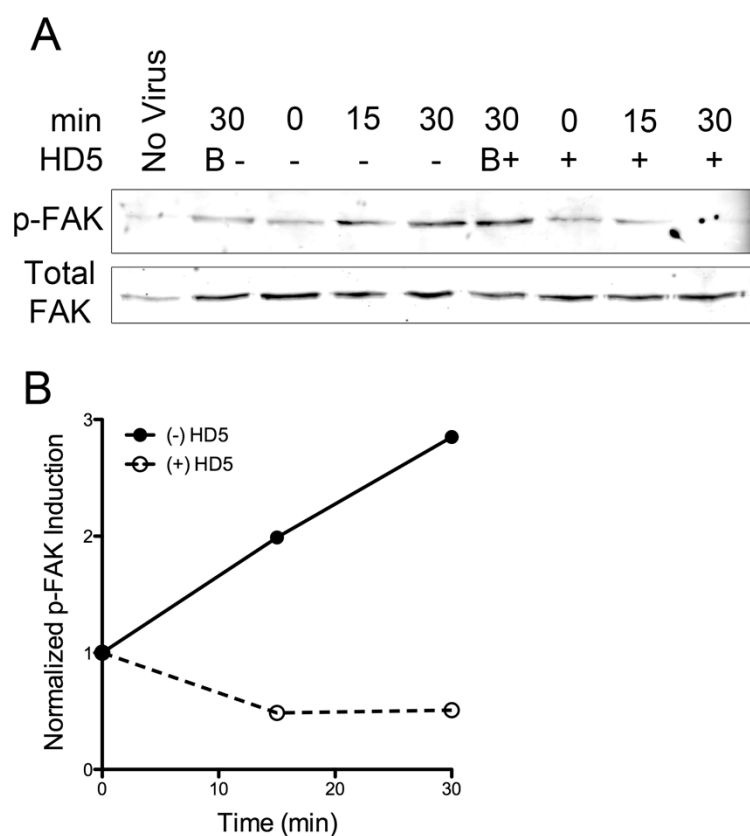 A
No Virus
min 30 0 15 30 30 0 15 30
HD5 B - - - - B+ + + +
p-FAK
Total
FAK
B
3
2
1
0
Normalized p-FAK Induction
(-) HD5
(+) HD5
0 10 20 30
Time (min)